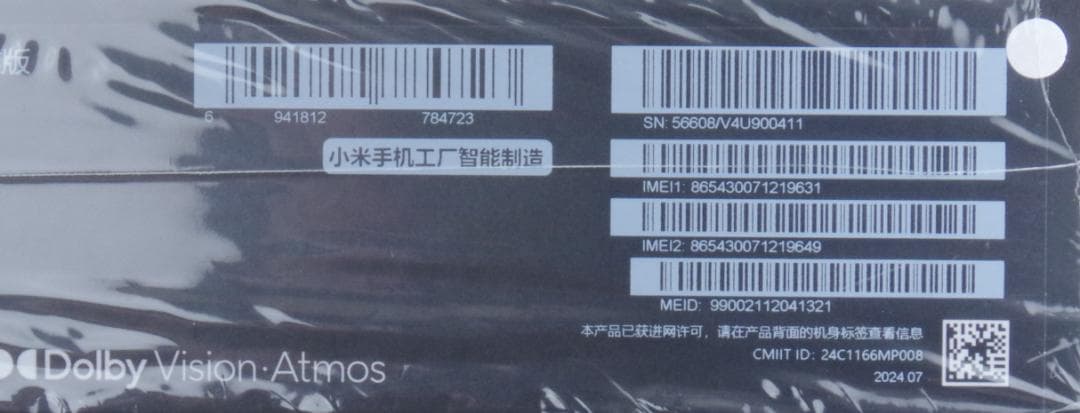 版
6 941812 784723
小米手机工厂智能制造
SN: 56608/V4U900411
IMEI1: 865430071219631
IMEI2: 865430071219649
MEID: 99002112041321
本产品已获进网许可，请在产品背面的机身标签查看信息
CMIIT ID: 24C1166MP008
2024.07
Dolby Vision·Atmos